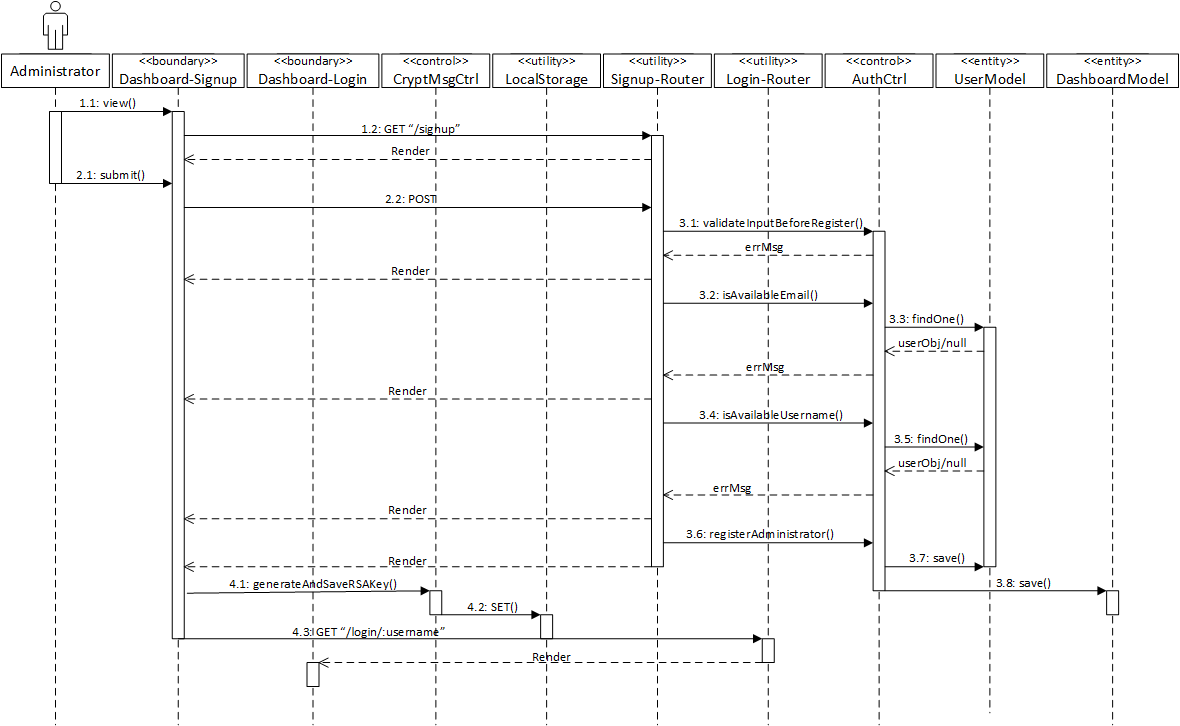 Administrator
<<boundary>>
Dashboard-Signup
<<boundary>>
Dashboard-Login
<<control>>
CryptMsgCtrl
<<utility>>
LocalStorage
<<utility>>
Signup-Router
<<utility>>
Login-Router
<<control>>
AuthCtrl
<<entity>>
UserModel
<<entity>>
DashboardModel
1.1: view()
1.2: GET “/sighup”
Render
2.1: submit()
2.2: POST
3.1: validateInputBeforeRegister()
errMsg
Render
3.2: isAvailableEmail()
3.3: findOne()
userObj/null
errMsg
Render
3.4: isAvailableUsername()
3.5: findOne()
userObj/null
errMsg
Render
3.6: registerAdministrator()
3.7: save()
Render
4.1: generateAndSaveRSAKey()
3.8: save()
4.2: SET()
4.3: GET “/login/:username”
Render